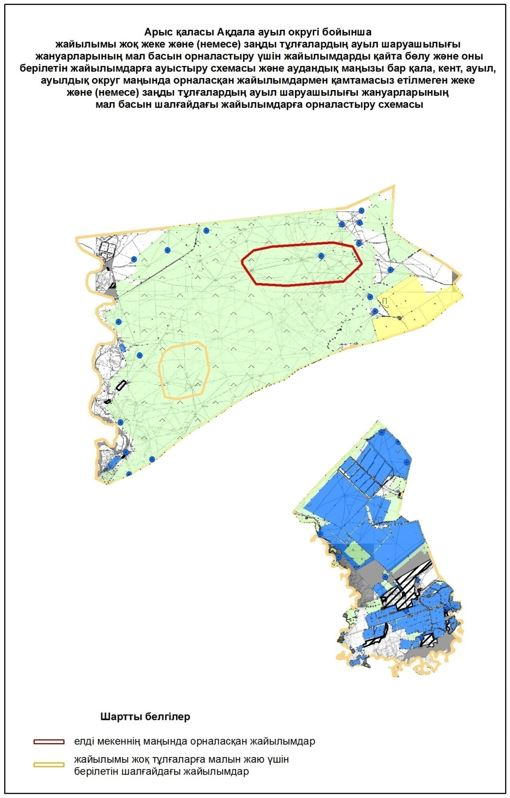 Арыс қаласы Ақдала ауыл округі бойынша
жайылымы жоқ жеке және (немесе) заңды тұлғалардың ауыл шаруашылығы
жануарларының мал басын орналастыру үшін жайылымдарды қайта бөлу және оны
берілетін жайылымдарға ауыстыру схемасы және аудандық маңызы бар қала, кент, ауыл,
ауылдық округ маңында орналасқан жайылымдармен қамтамасыз етілмеген жеке
және (немесе) заңды тұлғалардың ауыл шаруашылығы жануарларының
мал басын шалғайдағы жайылымдарға орналастыру схемасы
Шартты белгілер
елді мекеннің маңында орналасқан жайылымдар
жайылымы жоқ тұлғаларға малын жаю үшін
берілетін шалғайдағы жайылымдар